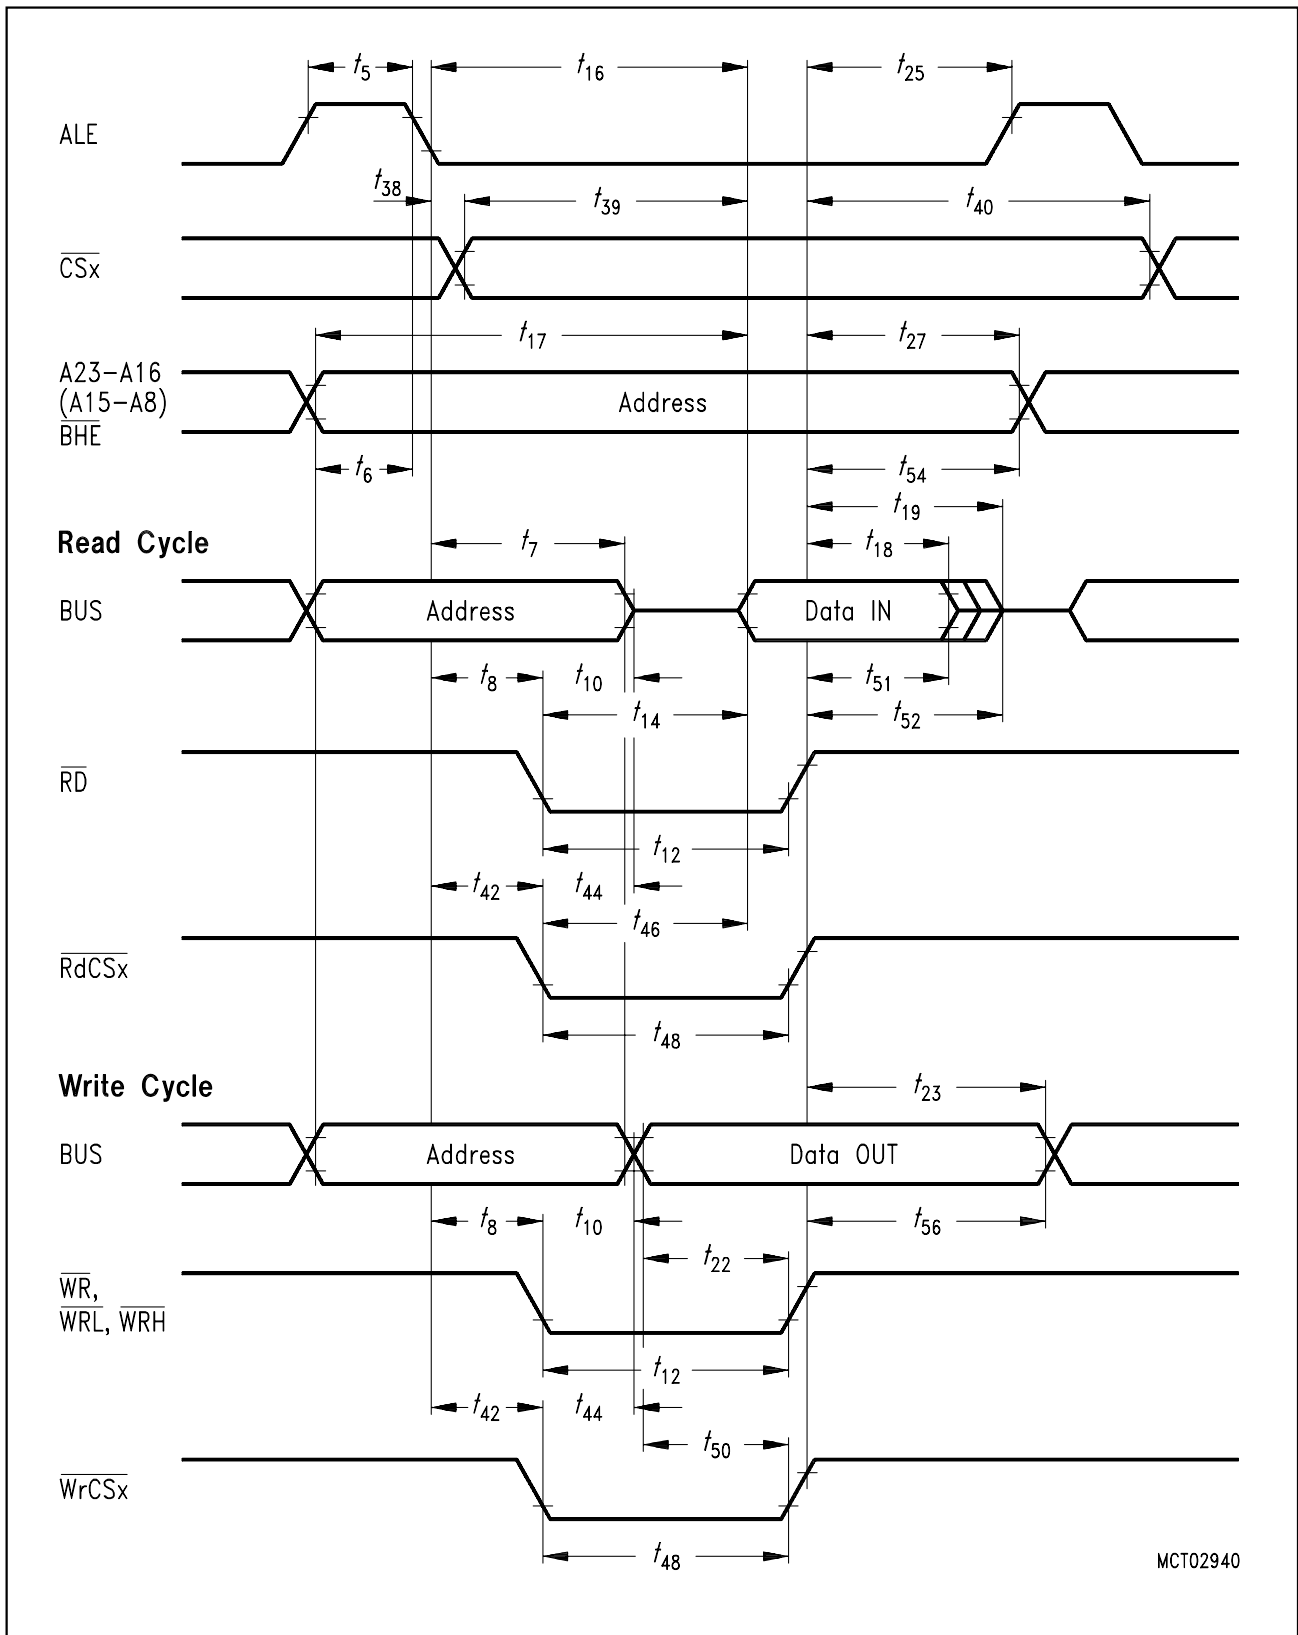 t5 t16 t25
ALE
t38 t39 t40
CSx
t17 t27
A23-A16
(A15-A8)
BHE
Address
t6 t54
t19
Read Cycle
t7 t18
BUS Address Data IN
t8 t10 t51
t14 t52
RD
t12
t42 t44
t46
RdCSx
t48
Write Cycle
t23
BUS Address Data OUT
t8 t10 t56
t22
WR,
WRL, WRH
t12
t42 t44
t50
WrCSx
t48
MCT02940